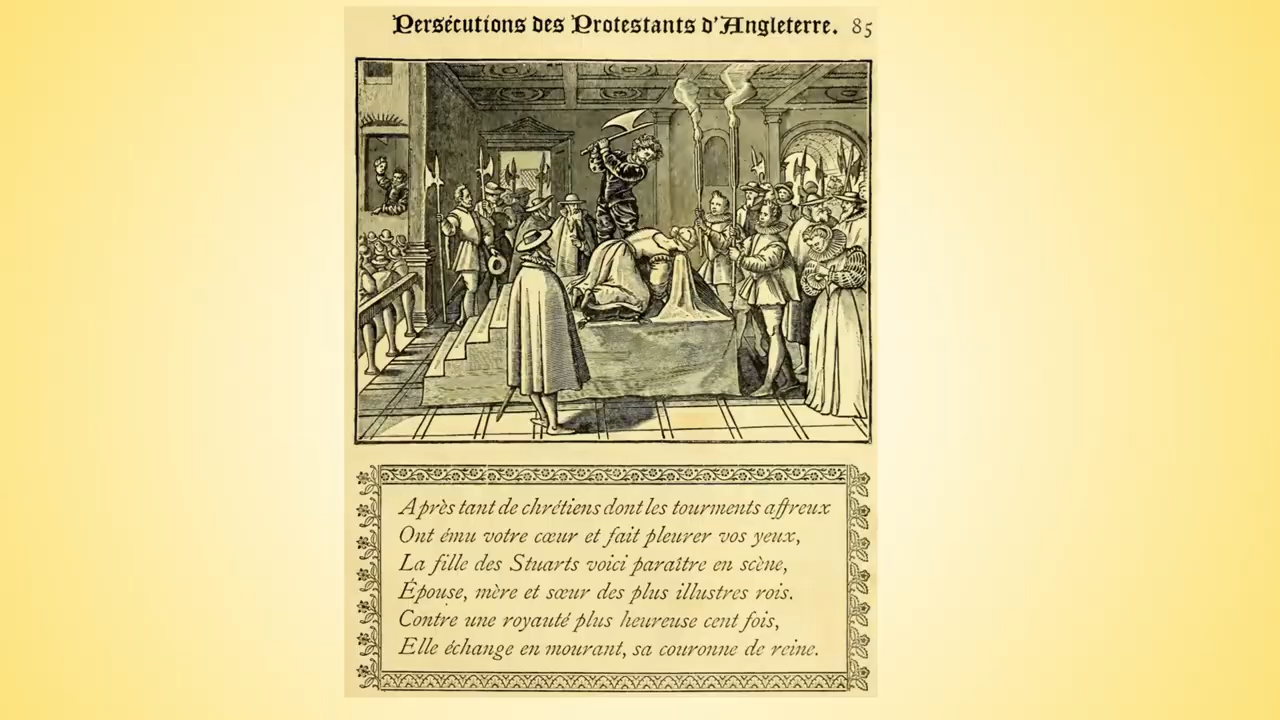 Persécutions des Protestants d'Angleterre. 85
Après tant de chrétiens dont les tourments affreux
Ont ému votre cœur et fait pleurer vos yeux,
La fille des Stuarts voici paraître en scène,
Épouse, mère et sœur des plus illustres rois.
Contre une royauté plus heureuse cent fois,
Elle échange en mourant, sa couronne de reine.